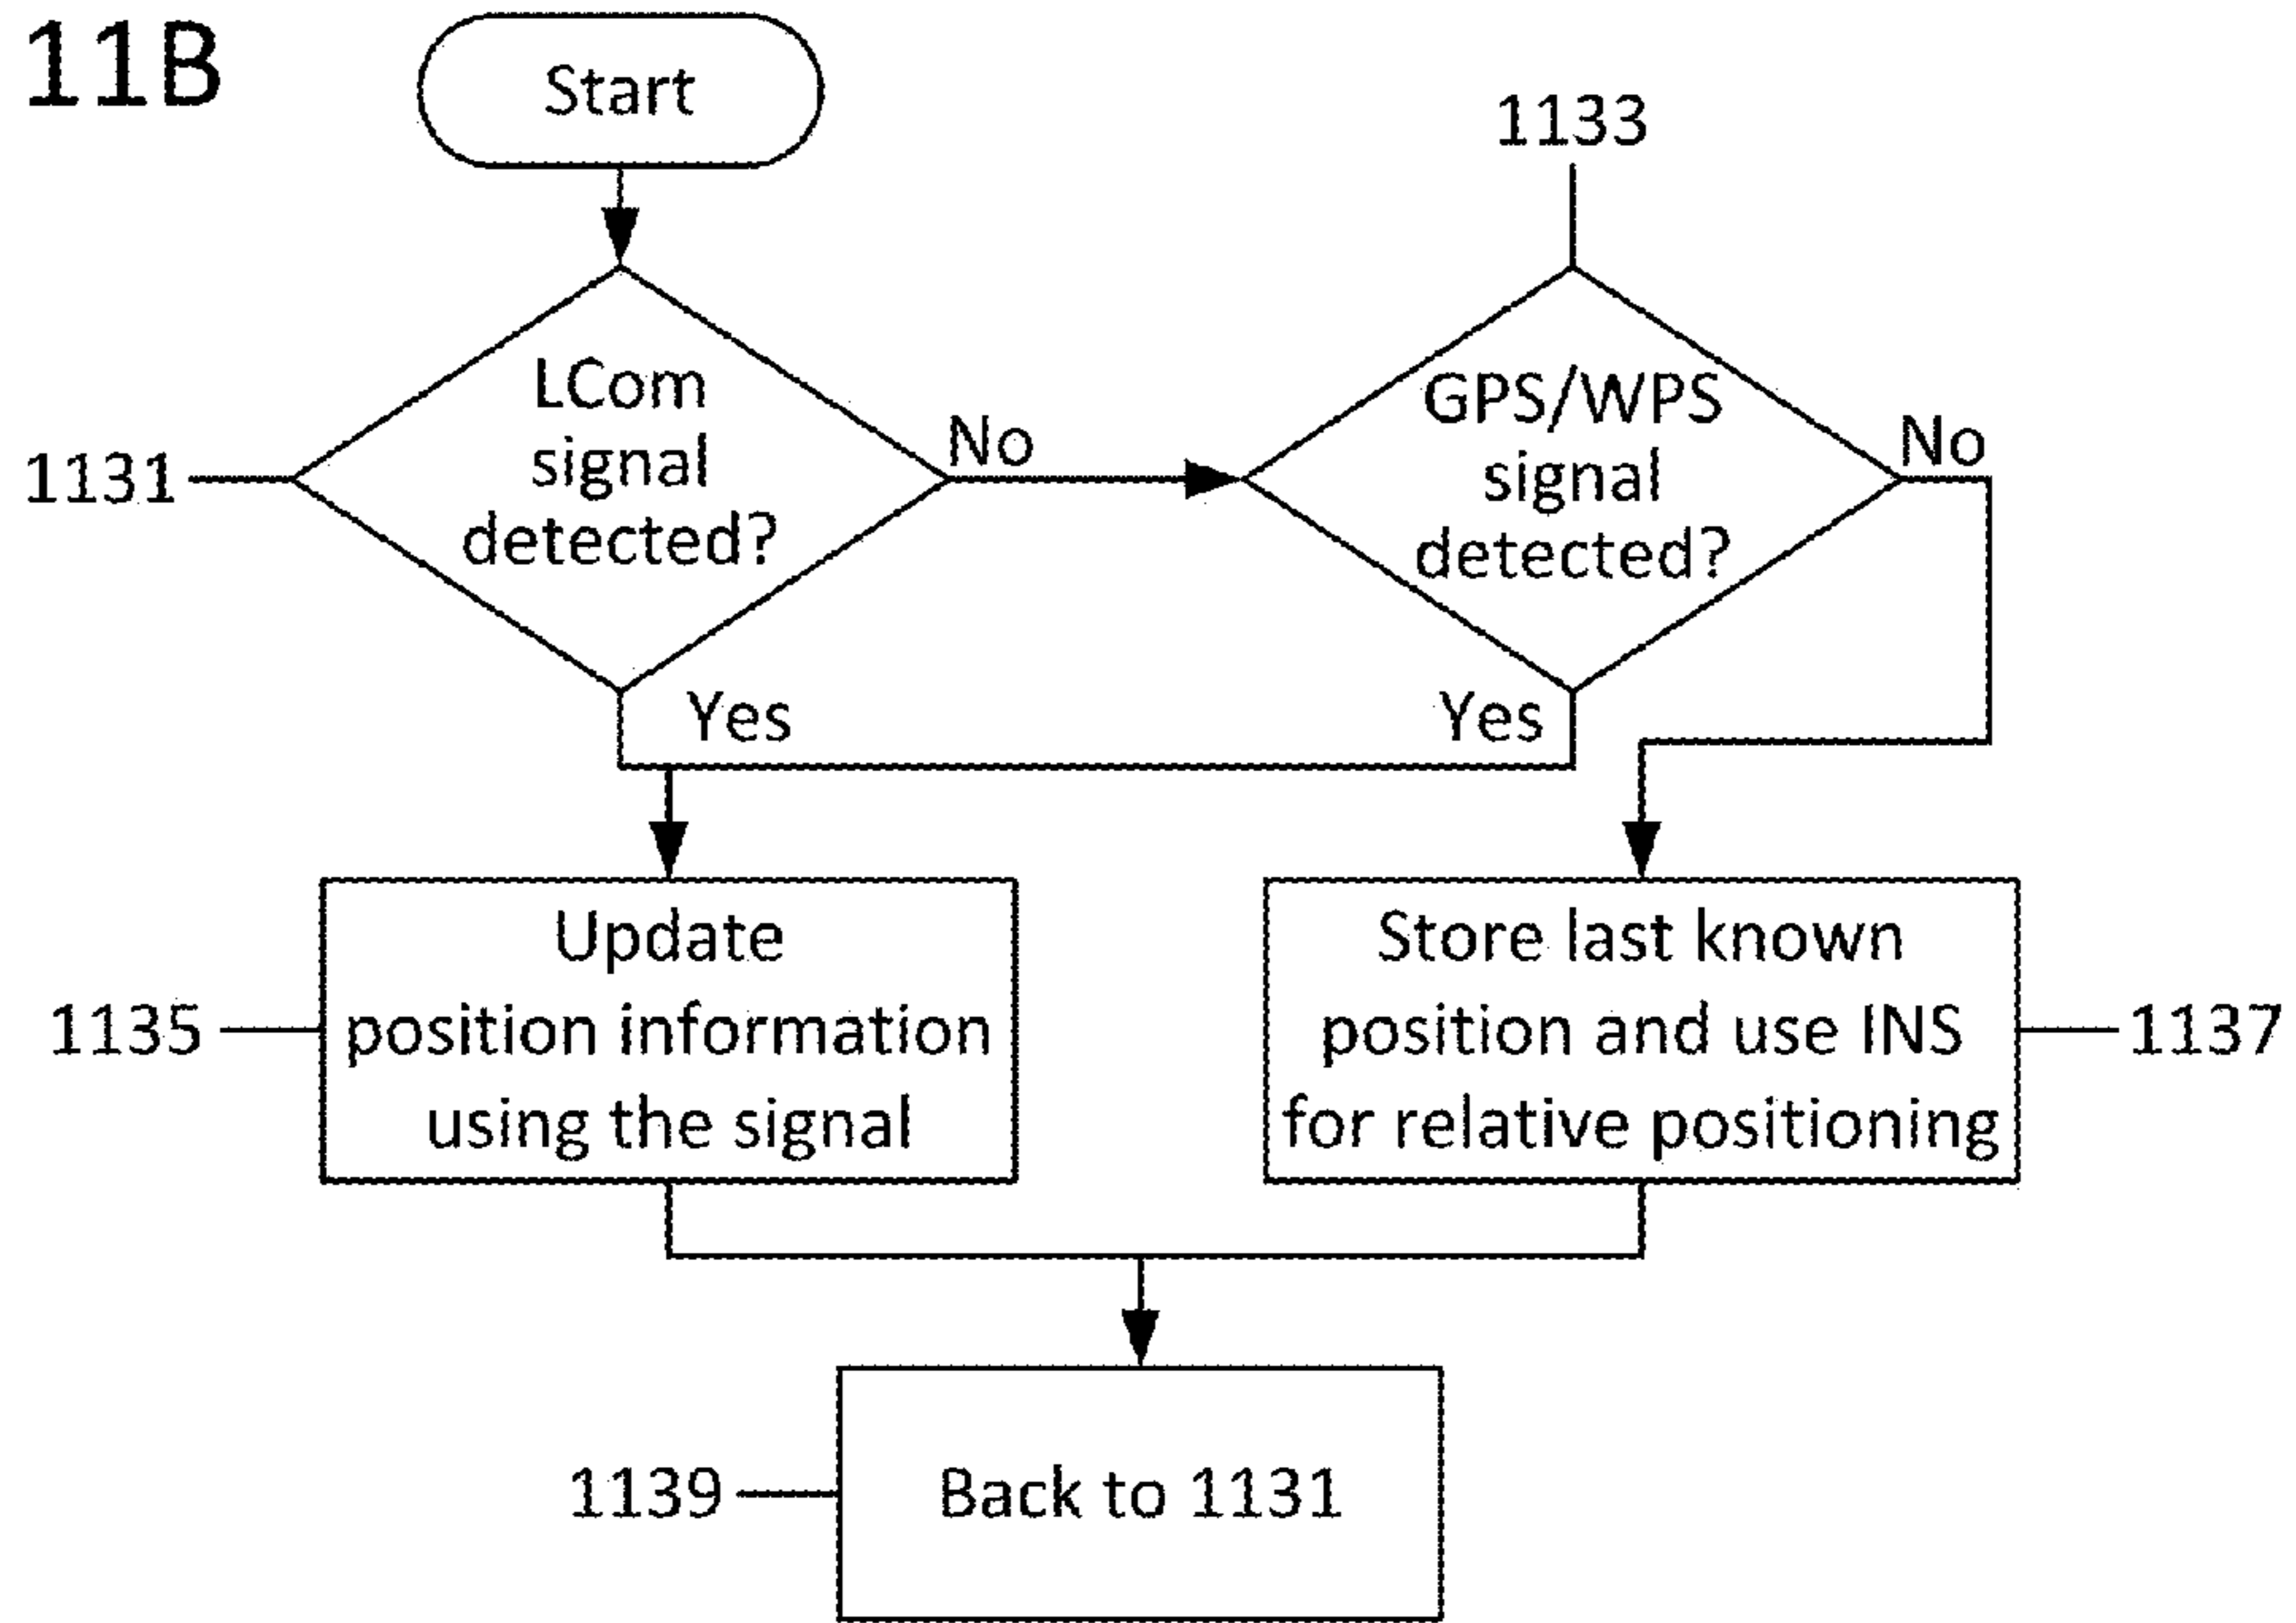 11B
Start
1133
LCom
signal
detected?
No
GPS/WPS
signal
detected?
No
1131
Yes
Yes
Update
position information
using the signal
1135
Store last known
position and use INS
for relative positioning
1137
1139
Back to 1131